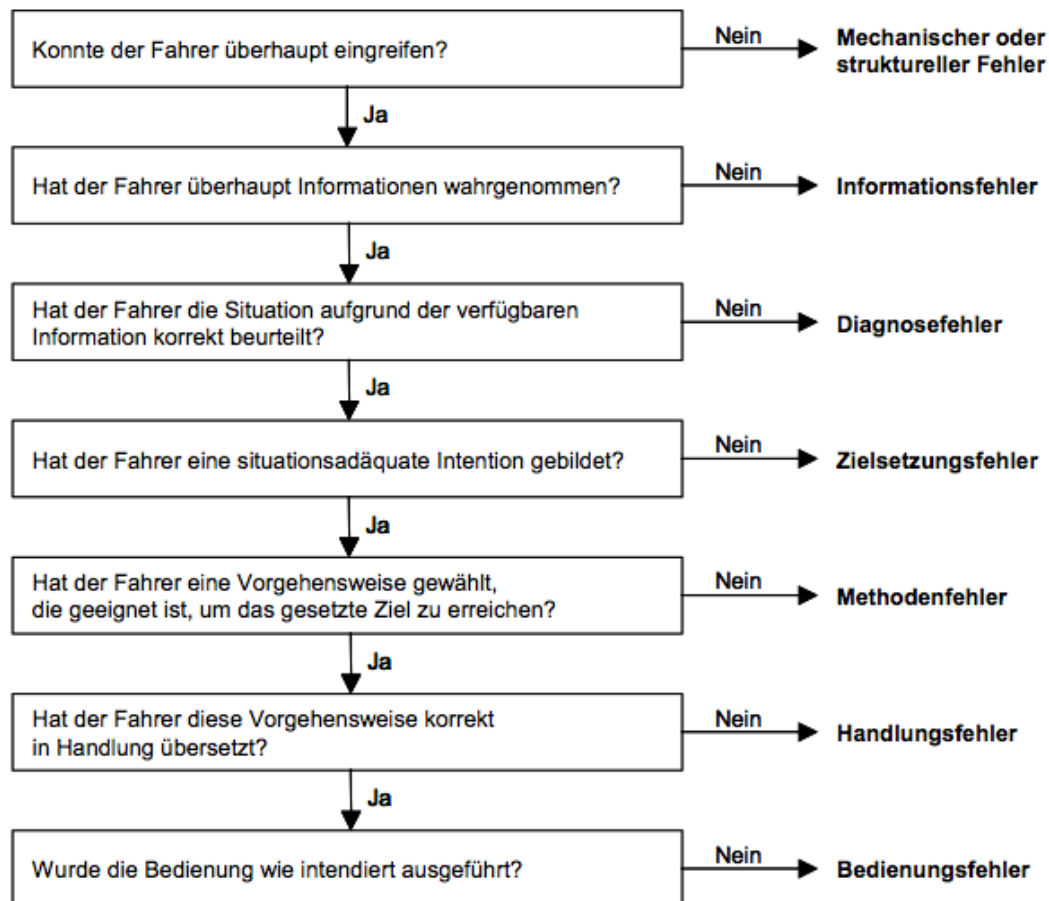 Konnte der Fahrer überhaupt eingreifen?
Nein
Mechanischer oder
struktureller Fehler
Ja
Hat der Fahrer überhaupt Informationen wahrgenommen?
Nein
Informationsfehler
Ja
Hat der Fahrer die Situation aufgrund der verfügbaren
Information korrekt beurteilt?
Nein
Diagnosefehler
Ja
Hat der Fahrer eine situationsadäquate Intention gebildet?
Nein
Zielsetzungsfehler
Ja
Hat der Fahrer eine Vorgehensweise gewählt,
die geeignet ist, um das gesetzte Ziel zu erreichen?
Nein
Methodenfehler
Ja
Hat der Fahrer diese Vorgehensweise korrekt
in Handlung übersetzt?
Nein
Handlungsfehler
Ja
Wurde die Bedienung wie intendiert ausgeführt?
Nein
Bedienungsfehler